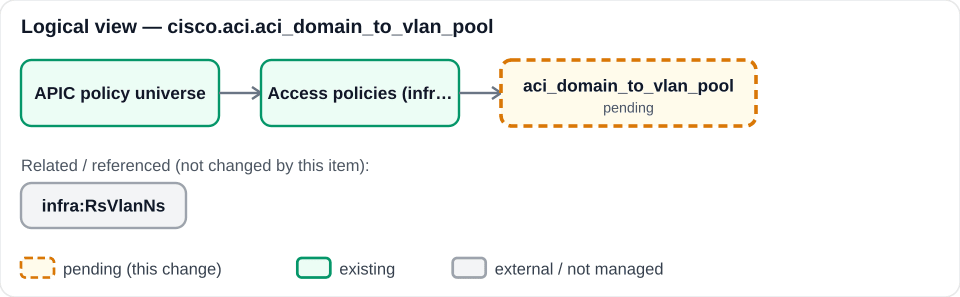 Logical view — cisco.aci.aci_domain_to_vlan_pool
APIC policy universe
Access policies (infr…
aci_domain_to_vlan_pool
pending
Related / referenced (not changed by this item):
infra:RsVlanNs
pending (this change)
existing
external / not managed